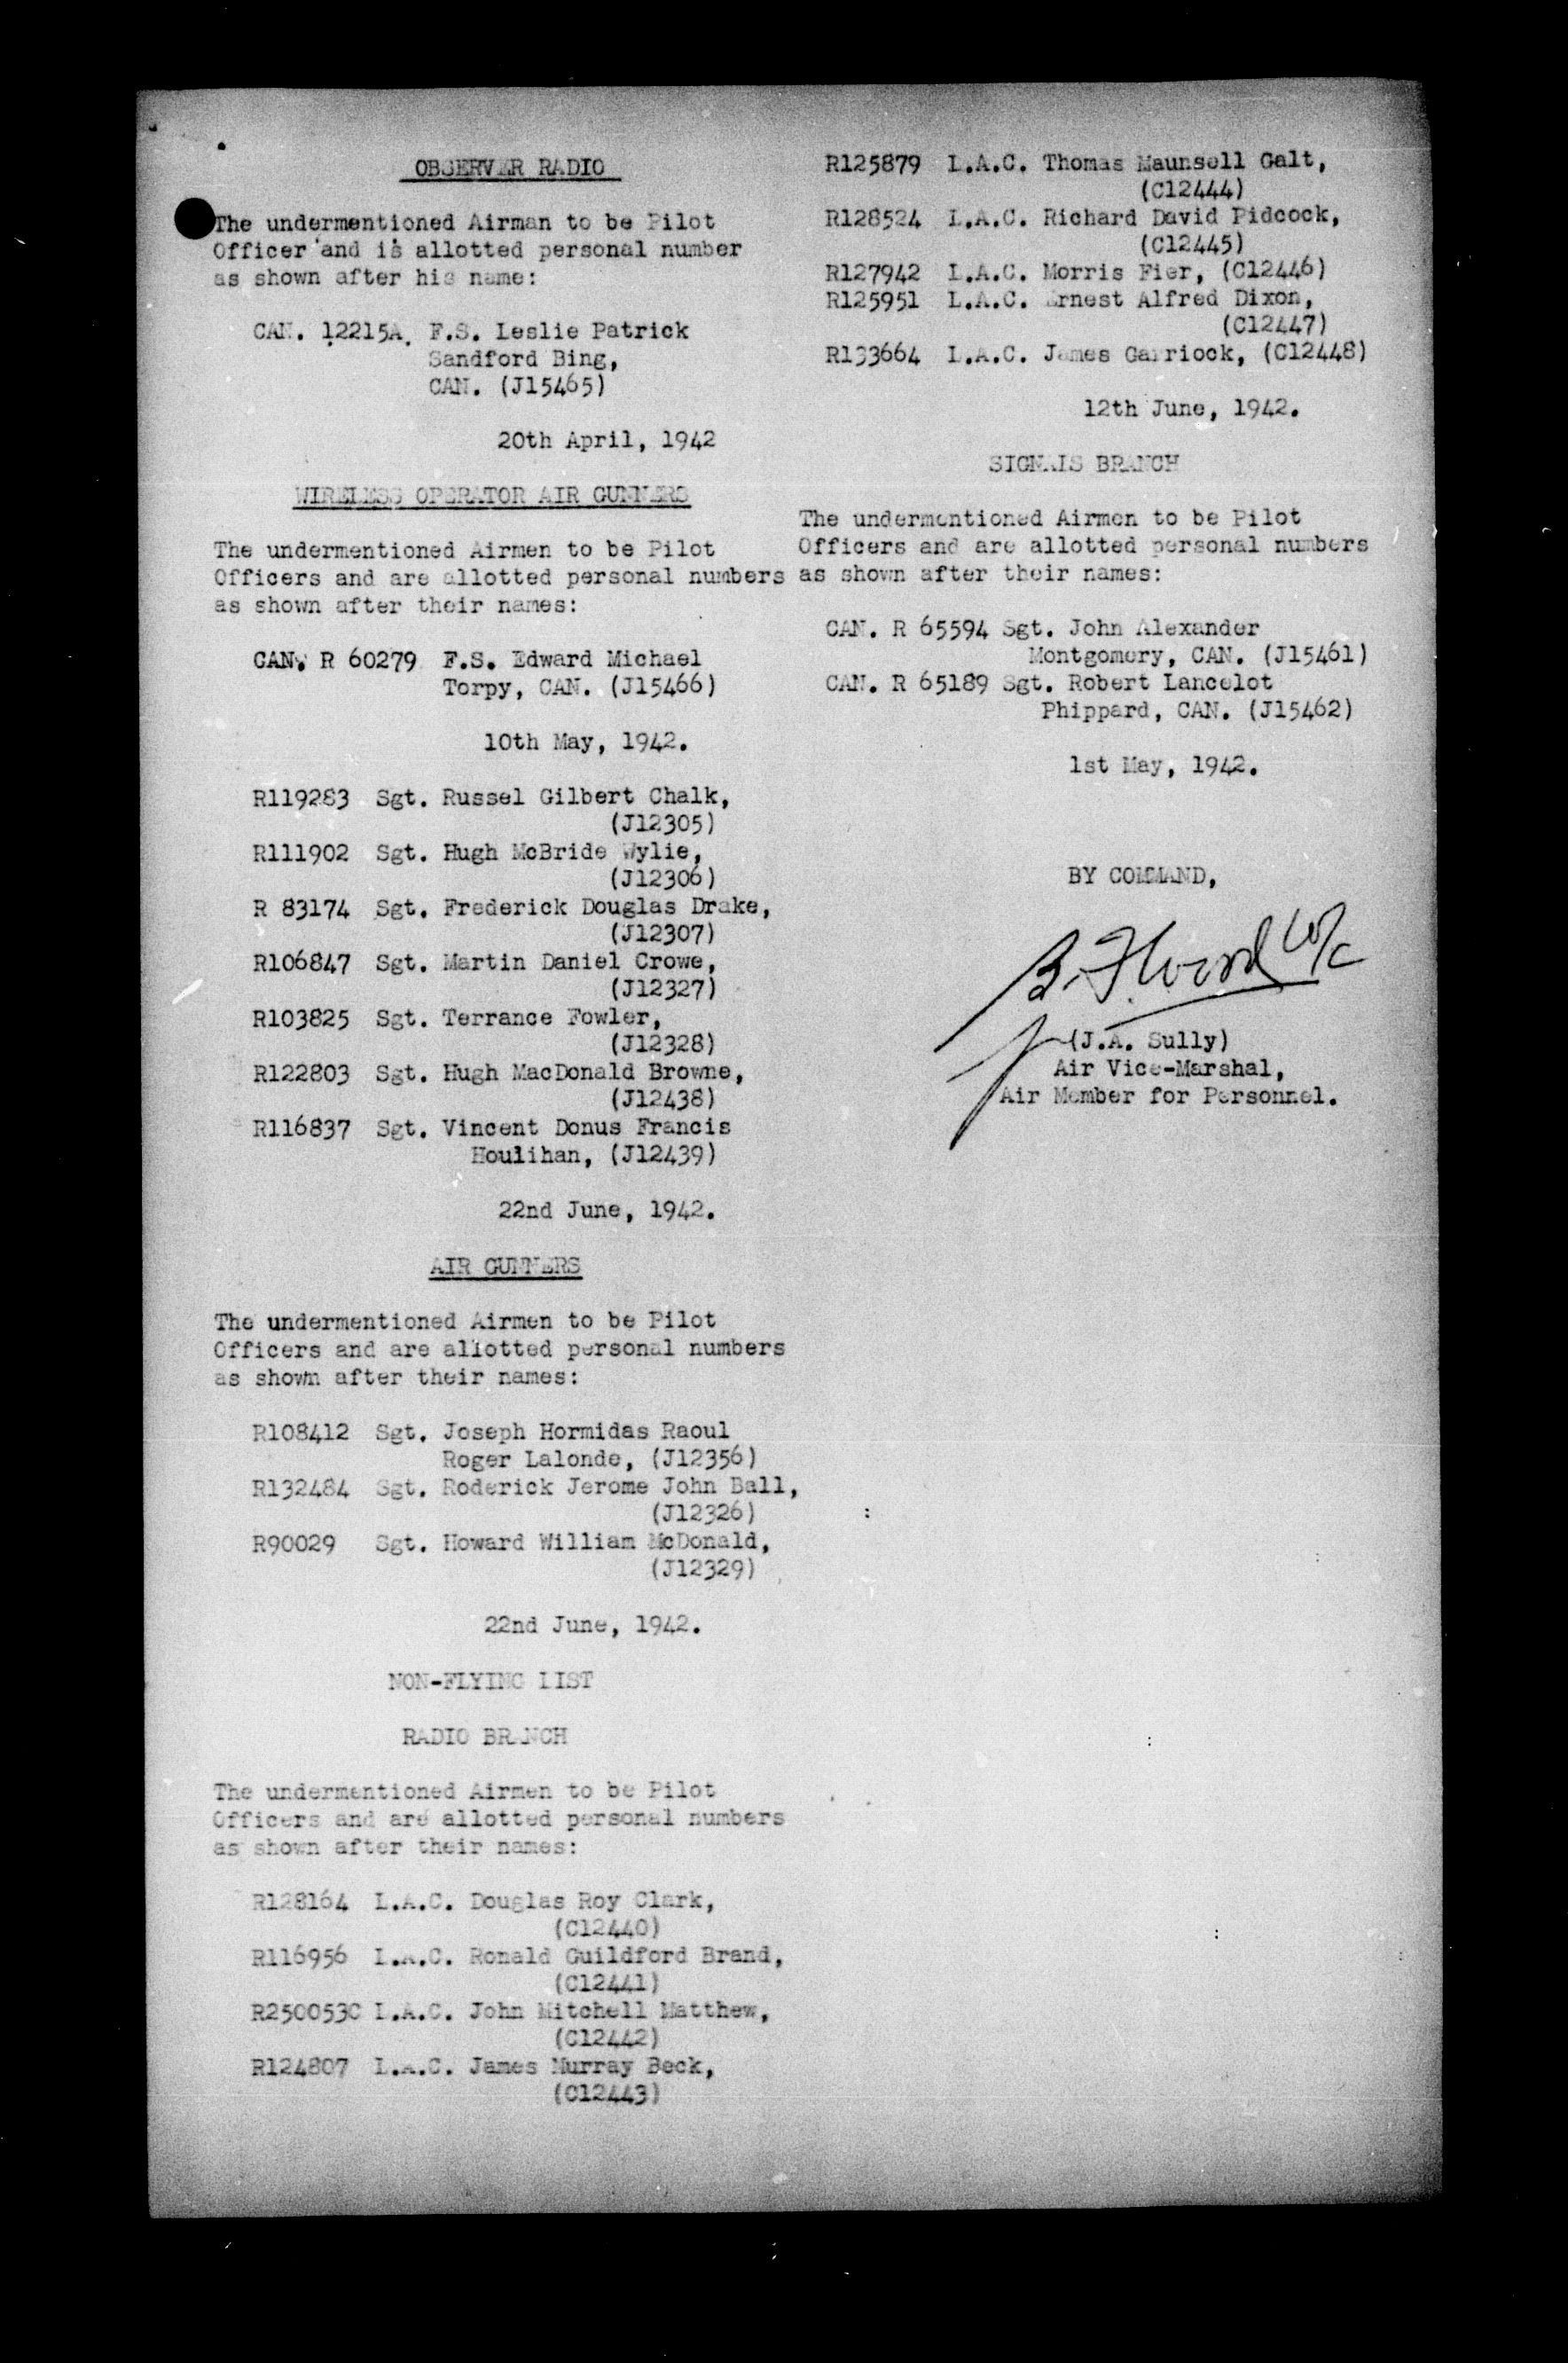 OBSERVER RADIO
The undermentioned Airman to be Pilot
Officer and is allotted personal number
as shown after his name:
CAN. 12215A. F.S. Leslie Patrick
Sandford Bing,
CAN. (J15465)
20th April, 1942
WIRELESS OPERATOR AIR GUNNERS
The undermentioned Airmen to be Pilot
Officers and are allotted personal numbers
as shown after their names:
CAN. R 60279 F.S. Edward Michael
Torpy, CAN. (J15466)
10th May, 1942.
R119283 Sgt. Russel Gilbert Chalk,
(J12305)
R111902 Sgt. Hugh McBride Wylie,
(J12306)
R 83174 Sgt. Frederick Douglas Drake,
(J12307)
R106847 Sgt. Martin Daniel Crowe,
(J12327)
R103825 Sgt. Terrance Fowler,
(J12328)
R122803 Sgt. Hugh MacDonald Browne,
(J12438)
R116837 Sgt. Vincent Donus Francis
Houlihan, (J12439)
22nd June, 1942.
AIR GUNNERS
The undermentioned Airmen to be Pilot
Officers and are allotted personal numbers
as shown after their names:
R108412 Sgt. Joseph Hormidas Raoul
Roger Lalonde, (J12356)
R132484 Sgt. Roderick Jerome John Ball,
(J12326)
R90029 Sgt. Howard William McDonald,
(J12329)
22nd June, 1942.
NON-FLYING LIST
RADIO BRANCH
The undermentioned Airmen to be Pilot
Officers and are allotted personal numbers
as shown after their names:
R128164 L.A.C. Douglas Roy Clark,
(C12440)
R116956 L.A.C. Ronald Guildford Brand,
(C12441)
R250053C L.A.C. John Mitchell Matthew,
(C12442)
R124807 L.A.C. James Murray Beck,
(C12443)
R125879 L.A.C. Thomas Maunsell Galt,
(C12444)
R128524 L.A.C. Richard David Pidcock,
(C12445)
R127942 L.A.C. Morris Fier, (C12446)
R125951 L.A.C. Ernest Alfred Dixon,
(C12447)
R133664 L.A.C. James Garriock, (C12448)
12th June, 1942.
SIGNALS BRANCH
The undermentioned Airmen to be Pilot
Officers and are allotted personal numbers
as shown after their names:
CAN. R 65594 Sgt. John Alexander
Montgomery, CAN. (J15461)
CAN. R 65189 Sgt. Robert Lancelot
Phippard, CAN. (J15462)
1st May, 1942.
BY COMMAND,
(J.A. Sully)
Air Vice-Marshal,
Air Member for Personnel.